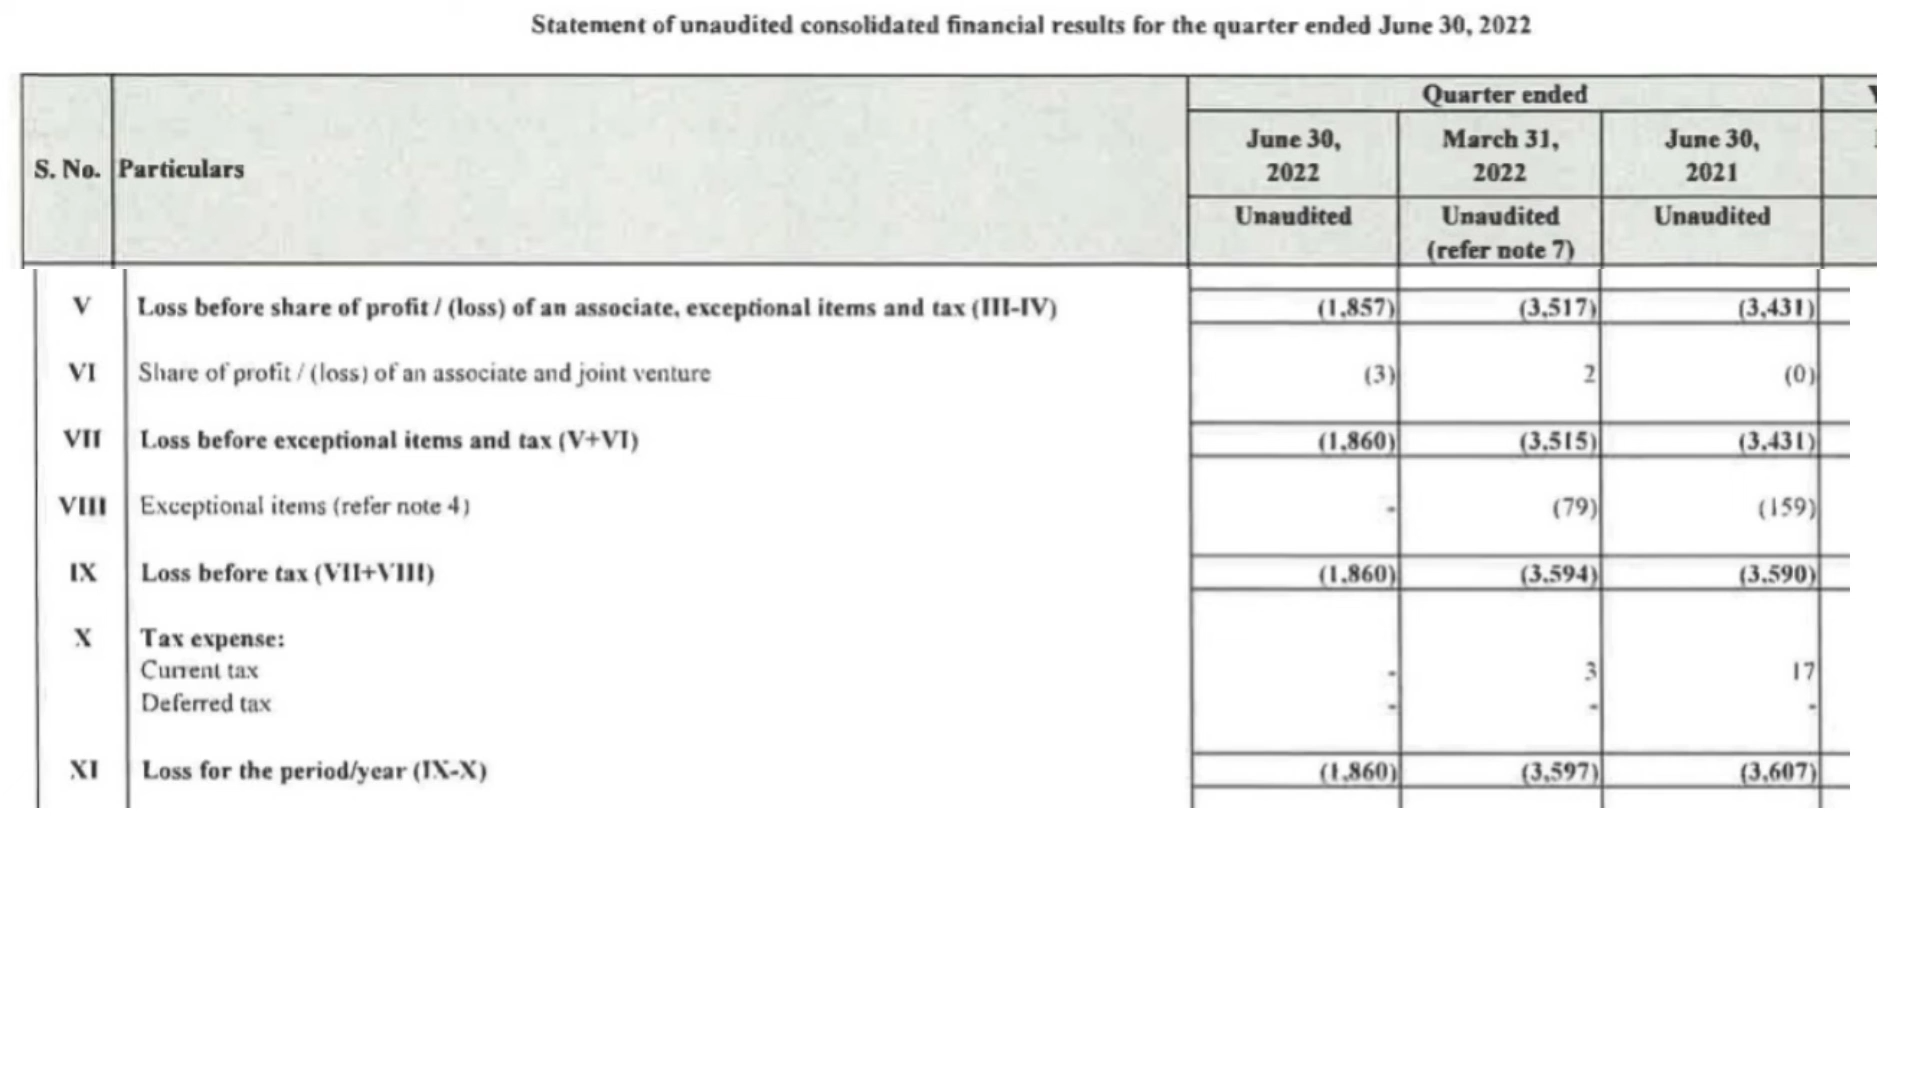 Statement of unaudited consolidated financial results for the quarter ended June 30, 2022
Quarter ended
S. No. Particulars June 30, 2022 March 31, 2022 June 30, 2021
Unaudited Unaudited (refer note 7) Unaudited
V Loss before share of profit / (loss) of an associate, exceptional items and tax (III-IV) (1,857) (3,517) (3,431)
VI Share of profit / (loss) of an associate and joint venture (3) 2 (0)
VII Loss before exceptional items and tax (V+VI) (1,860) (3,515) (3,431)
VIII Exceptional items (refer note 4) - (79) (159)
IX Loss before tax (VII+VIII) (1,860) (3,594) (3,590)
X Tax expense:
Current tax - 3 17
Deferred tax - - -
XI Loss for the period/year (IX-X) (1,860) (3,597) (3,607)